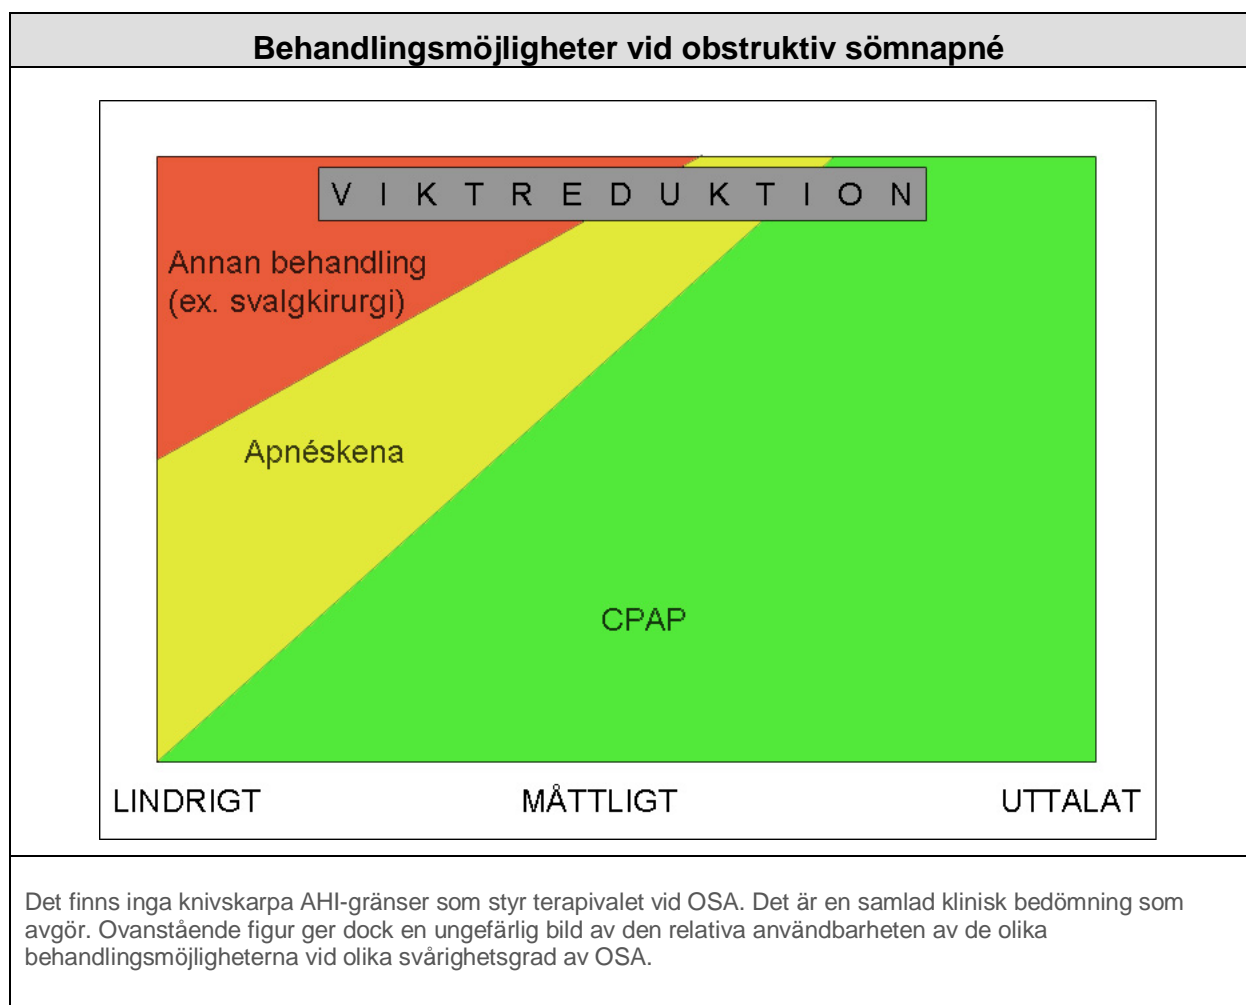 Behandlingsmöjligheter vid obstruktiv sömnapné
V I K T R E D U K T I O N
Annan behandling
(ex. svalgkirurgi)
Apnéskena
CPAP
LINDRIGT MÅTTLIGT UTTALAT
Det finns inga knivskarpa AHI-gränser som styr terapivalet vid OSA. Det är en samlad klinisk bedömning som
avgör. Ovanstående figur ger dock en ungefärlig bild av den relativa användbarheten av de olika
behandlingsmöjligheterna vid olika svårighetsgrad av OSA.